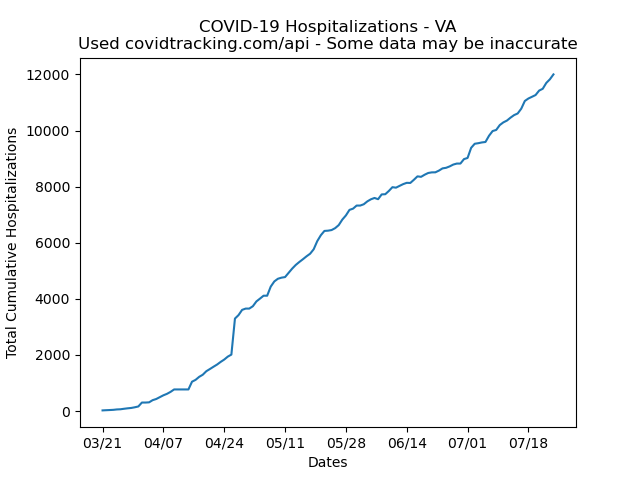 COVID-19 Hospitalizations - VA
Used covidtracking.com/api - Some data may be inaccurate
12000
10000
8000
6000
4000
2000
0
Total Cumulative Hospitalizations
03/21 04/07 04/24 05/11 05/28 06/14 07/01 07/18
Dates